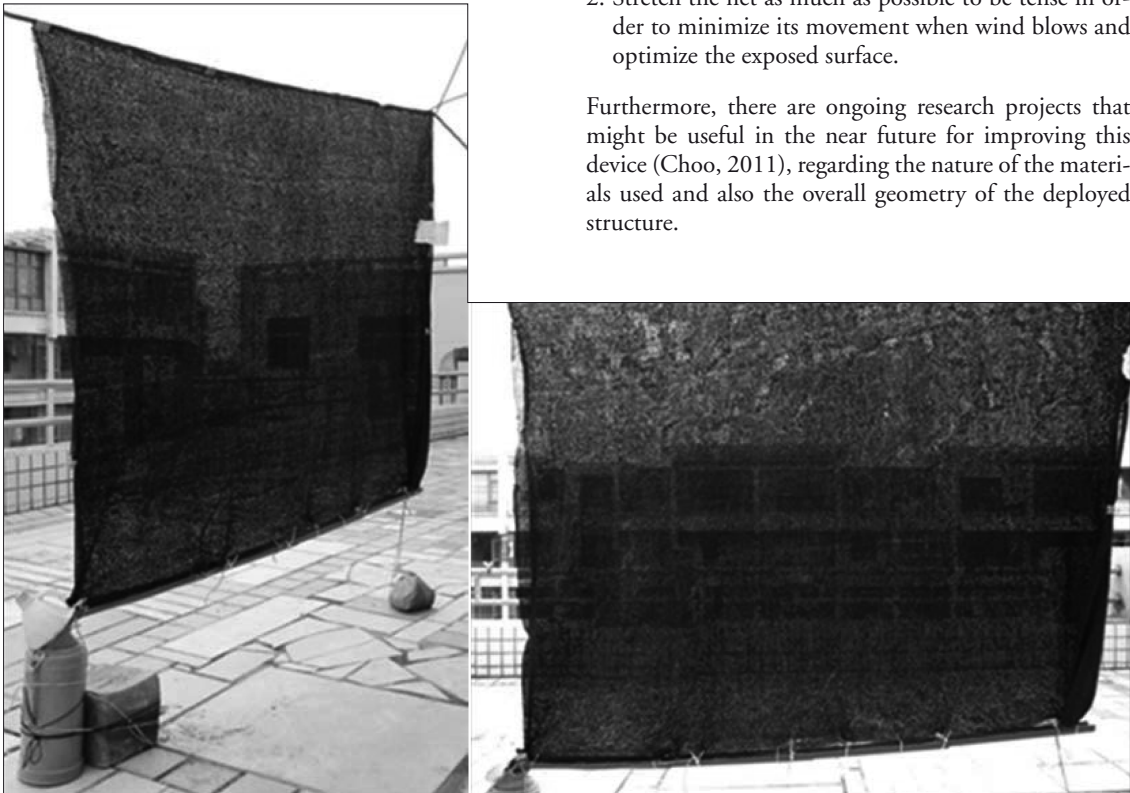 2. Stretch the net as much as possible to be tense in or-
der to minimize its movement when wind blows and
optimize the exposed surface.
Furthermore, there are ongoing research projects that
might be useful in the near future for improving this
device (Choo, 2011), regarding the nature of the materi-
als used and also the overall geometry of the deployed
structure.